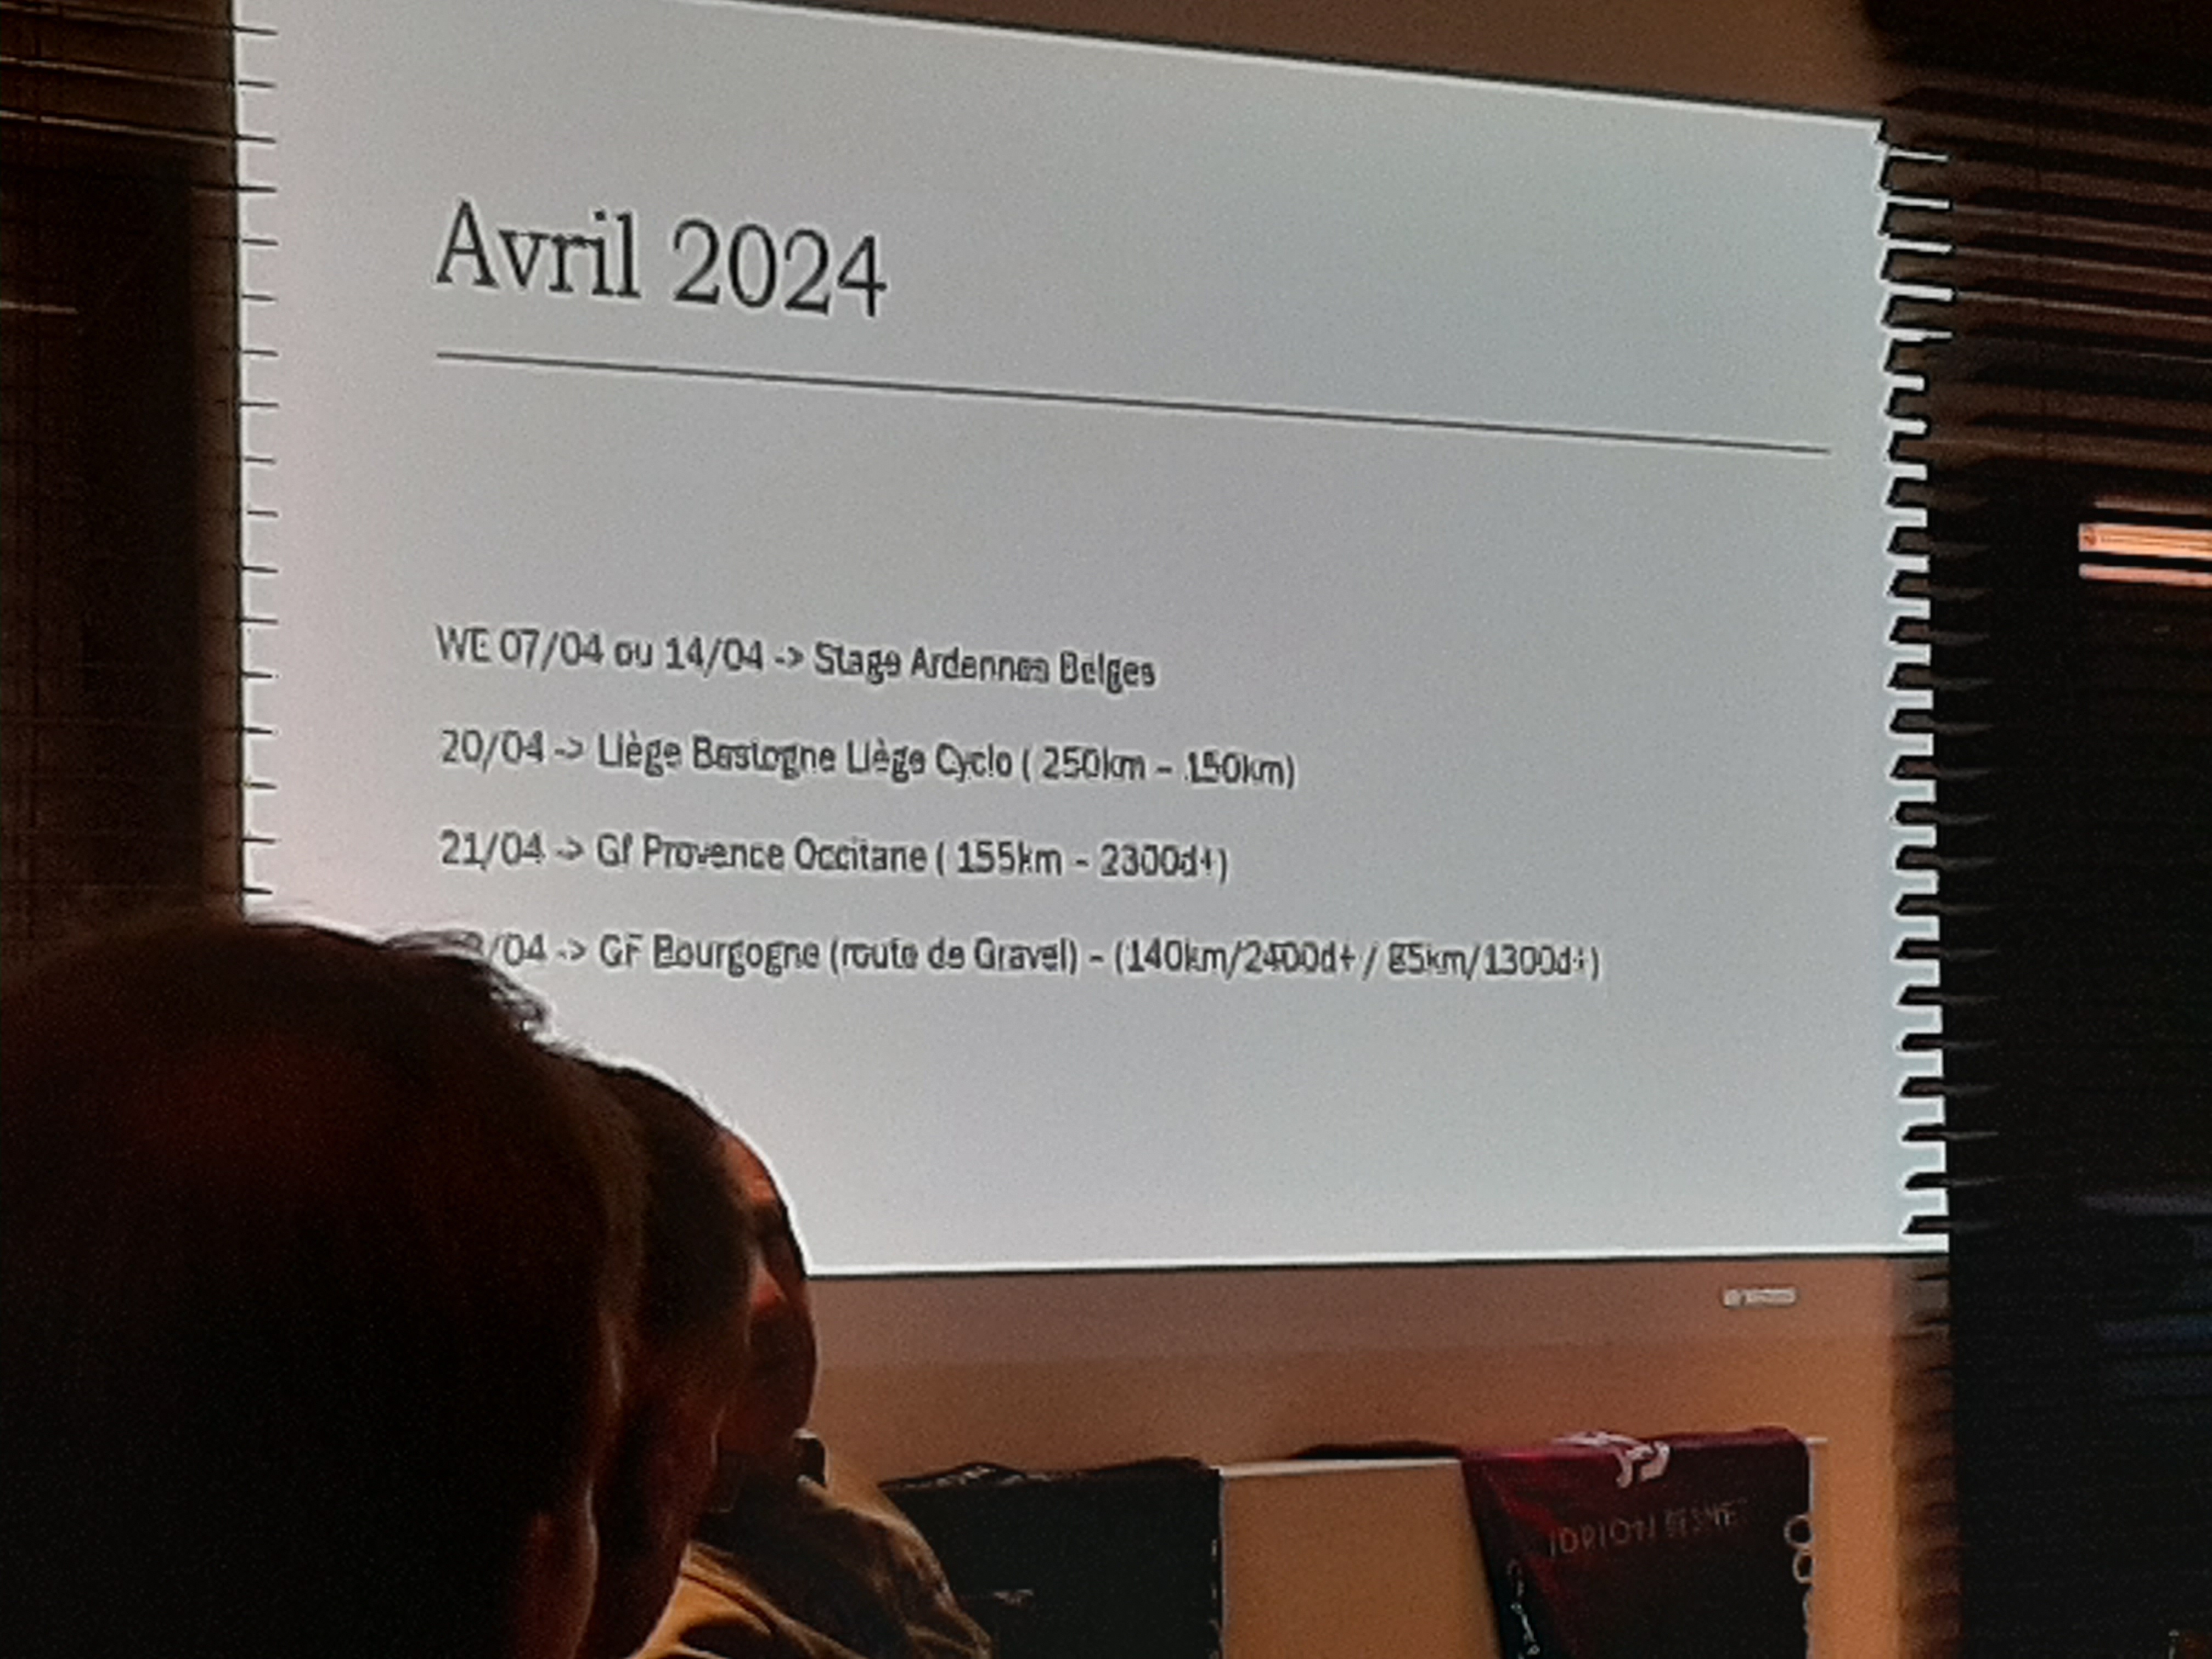 Avril 2024
WE 07/04 ou 14/04 -> Stage Ardennes Belges
20/04 -> Liège Bastogne Liège Cyclo ( 250km - 150km)
21/04 -> Gf Provence Occitane ( 155km - 2300d+)
/04 -> GF Bourgogne (route de Gravel) - (140km/2400d+ / 85km/1300d+)